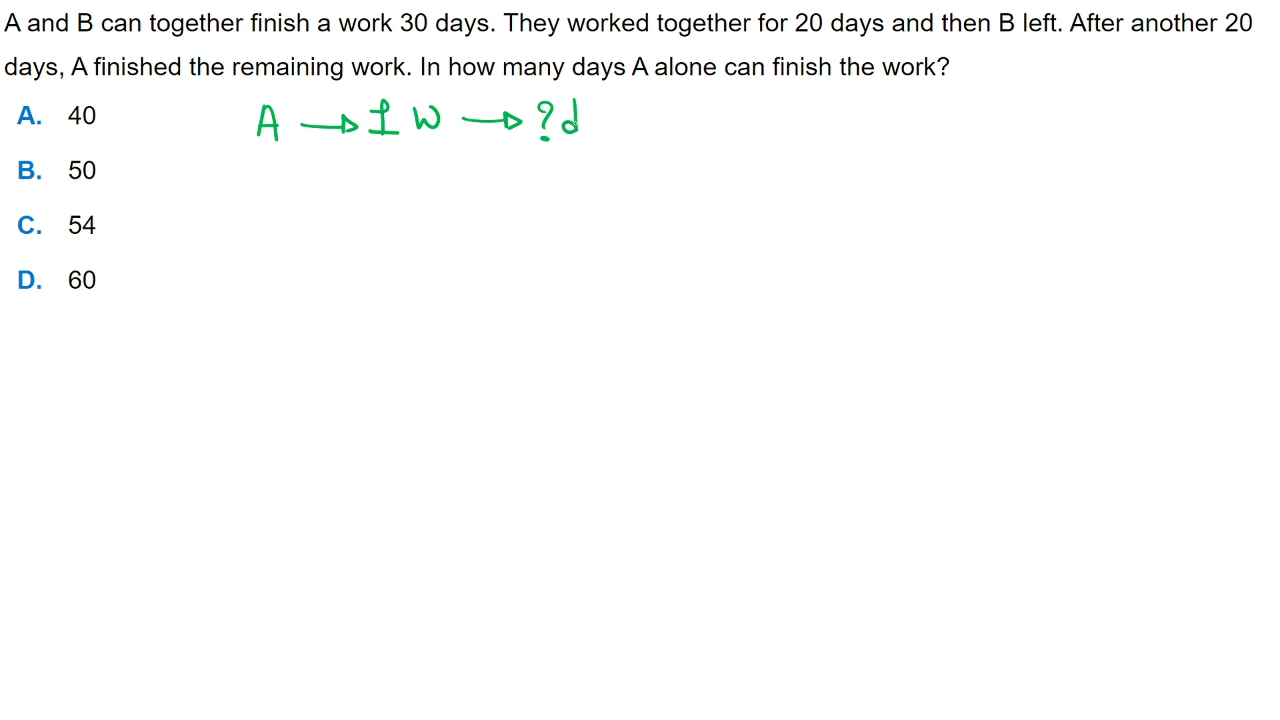 A and B can together finish a work 30 days. They worked together for 20 days and then B left. After another 20
days, A finished the remaining work. In how many days A alone can finish the work?
A. 40
A → 1 W → ? d
B. 50
C. 54
D. 60